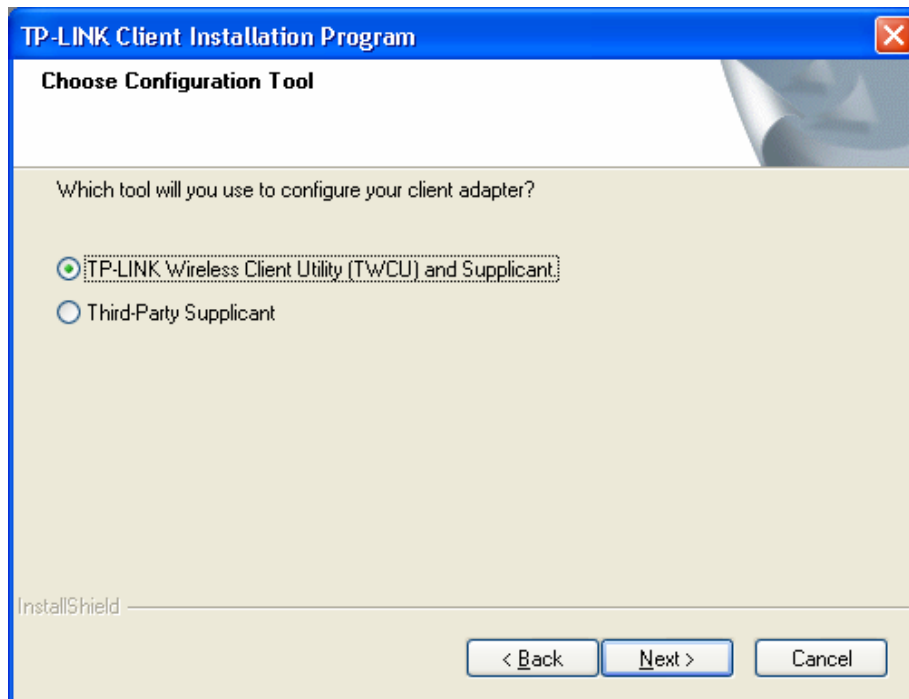 TP-LINK Client Installation Program
Choose Configuration Tool
Which tool will you use to configure your client adapter?
TP-LINK Wireless Client Utility (TWCU) and Supplicant
Third-Party Supplicant
InstallShield
< Back
Next >
Cancel